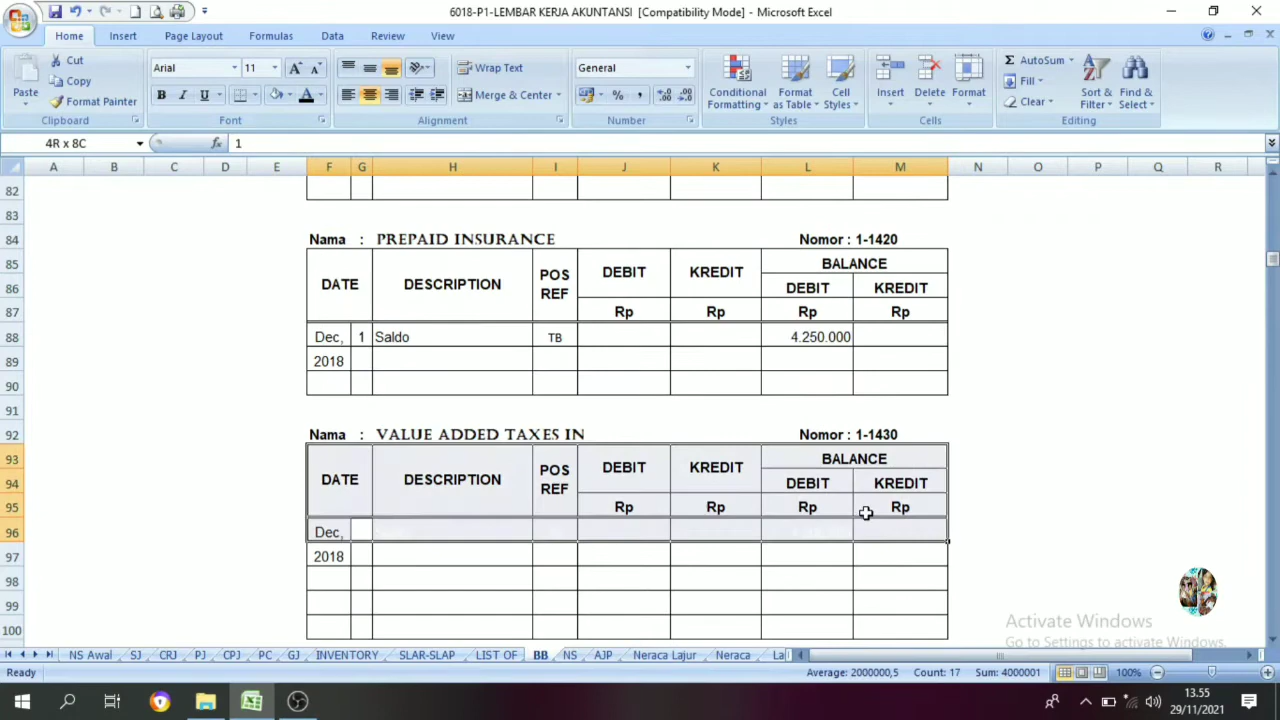 6018-P1-LEMBAR KERJA AKUNTANSI [Compatibility Mode] - Microsoft Excel
Home Insert Page Layout Formulas Data Review View
Paste
Cut
Copy
Format Painter
Clipboard
Arial 11
B I U
Font
Wrap Text
Merge & Center
Alignment
General
% ,
Number
Conditional Formatting
Format as Table
Cell Styles
Styles
Insert Delete Format
Cells
AutoSum
Fill
Clear
Sort & Filter
Find & Select
Editing
4R x 8C fx 1
A B C D E F G H I J K L M N O P Q R
82
83
84 Nama : PREPAID INSURANCE Nomor : 1-1420
85 DATE DESCRIPTION POS REF DEBIT KREDIT BALANCE
86 DEBIT KREDIT
87 Rp Rp Rp Rp
88 Dec, 1 Saldo TB 4.250.000
89 2018
90
91
92 Nama : VALUE ADDED TAXES IN Nomor : 1-1430
93 DATE DESCRIPTION POS REF DEBIT KREDIT BALANCE
94 DEBIT KREDIT
95 Rp Rp Rp Rp
96 Dec,
97 2018
98
99
100
Activate Windows
Go to Settings to activate Windows.
NS Awal SJ CRJ PJ CPJ PC GJ INVENTORY SLAR-SLAP LIST OF BB NS AJP Neraca Lajur Neraca La
Ready Average: 2000000,5 Count: 17 Sum: 4000001 100%
13.55
29/11/2021